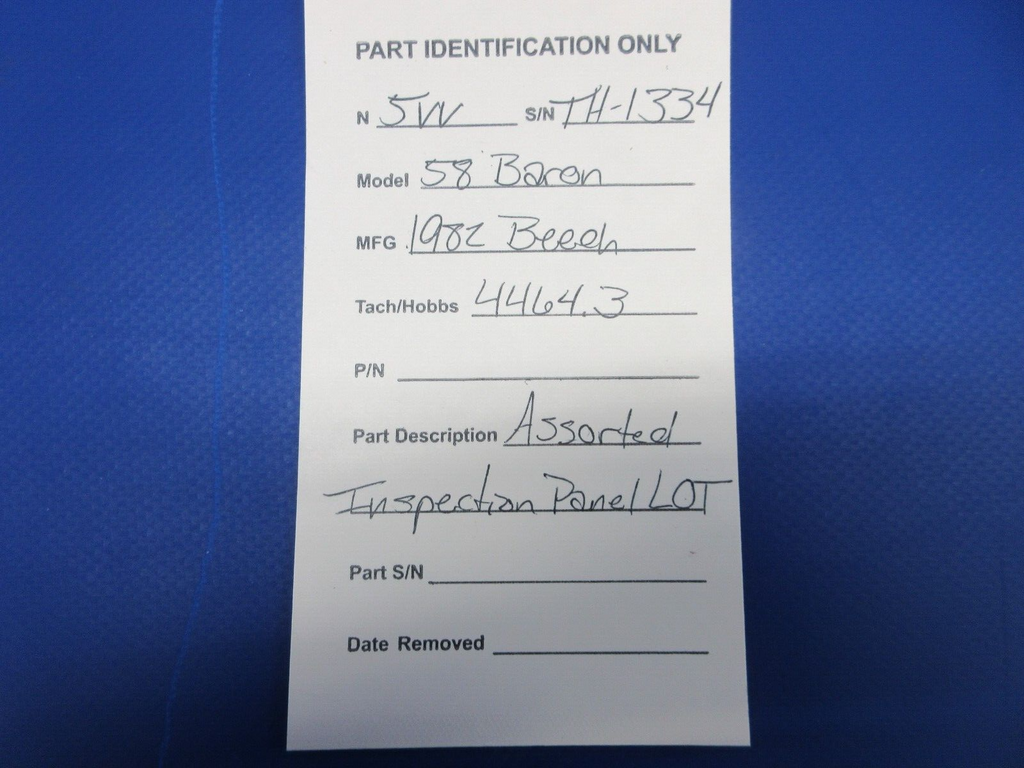 PART IDENTIFICATION ONLY
N 5W S/N TH-1334
Model 58 Baron
MFG 1982 Beech
Tach/Hobbs 4464.3
P/N
Part Description Assorted
Inspection Panel LOT
Part S/N
Date Removed